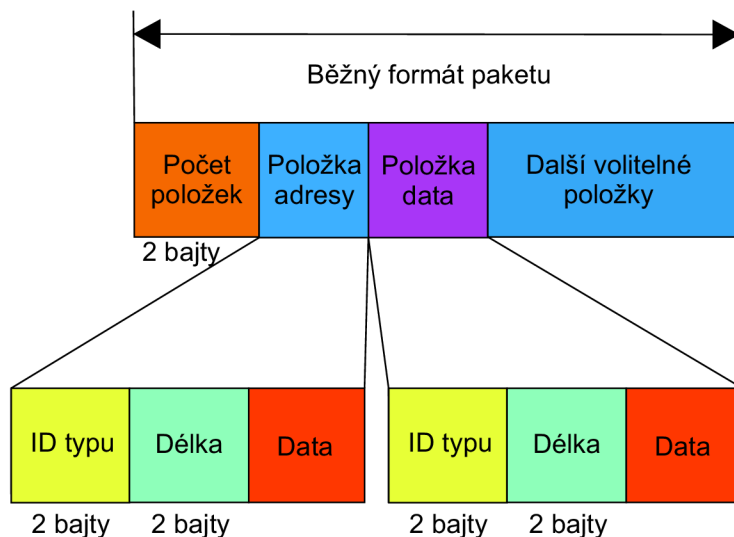 Běžný formát paketu
Počet
položek
Položka
adresy
Položka
data
Další volitelné
položky
2 bajty
ID typu
Délka
Data
ID typu
Délka
Data
2 bajty
2 bajty
2 bajty
2 bajty